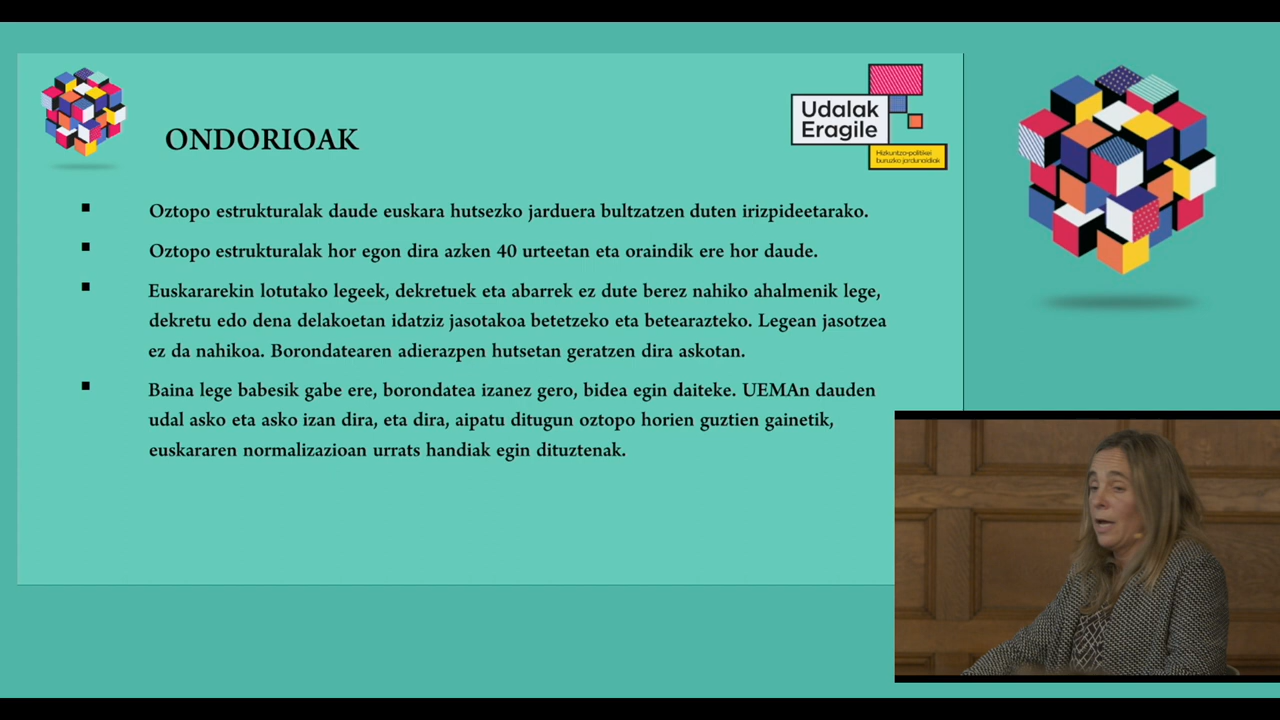 Udalak
Eragile
Hizkuntza-politikei
buruzko jardunaldiak
ONDORIOAK
Oztopo estrukturalak daude euskara hutsezko jarduera bultzatzen duten irizpideetarako.
Oztopo estrukturalak hor egon dira azken 40 urteetan eta oraindik ere hor daude.
Euskararekin lotutako legeek, dekretuek eta abarrek ez dute berez nahiko ahalmenik lege,
dekretu edo dena delakoetan idatziz jasotakoa betetzeko eta betearazteko. Legean jasotzea
ez da nahikoa. Borondatearen adierazpen hutsetan geratzen dira askotan.
Baina lege babesik gabe ere, borondatea izanez gero, bidea egin daiteke. UEMAn dauden
udal asko eta asko izan dira, eta dira, aipatu ditugun oztopo horien guztien gainetik,
euskararen normalizazioan urrats handiak egin dituztenak.